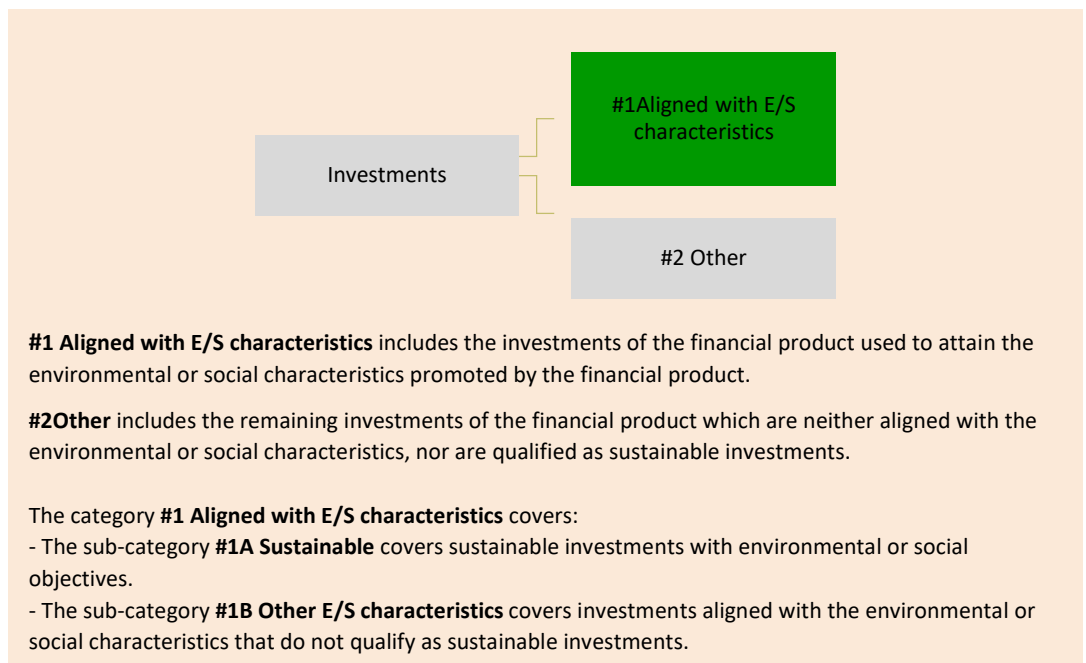 #1Aligned with E/S
characteristics
Investments
#2 Other
#1 Aligned with E/S characteristics includes the investments of the financial product used to attain the
environmental or social characteristics promoted by the financial product.
#2Other includes the remaining investments of the financial product which are neither aligned with the
environmental or social characteristics, nor are qualified as sustainable investments.
The category #1 Aligned with E/S characteristics covers:
- The sub-category #1A Sustainable covers sustainable investments with environmental or social
objectives.
- The sub-category #1B Other E/S characteristics covers investments aligned with the environmental or
social characteristics that do not qualify as sustainable investments.